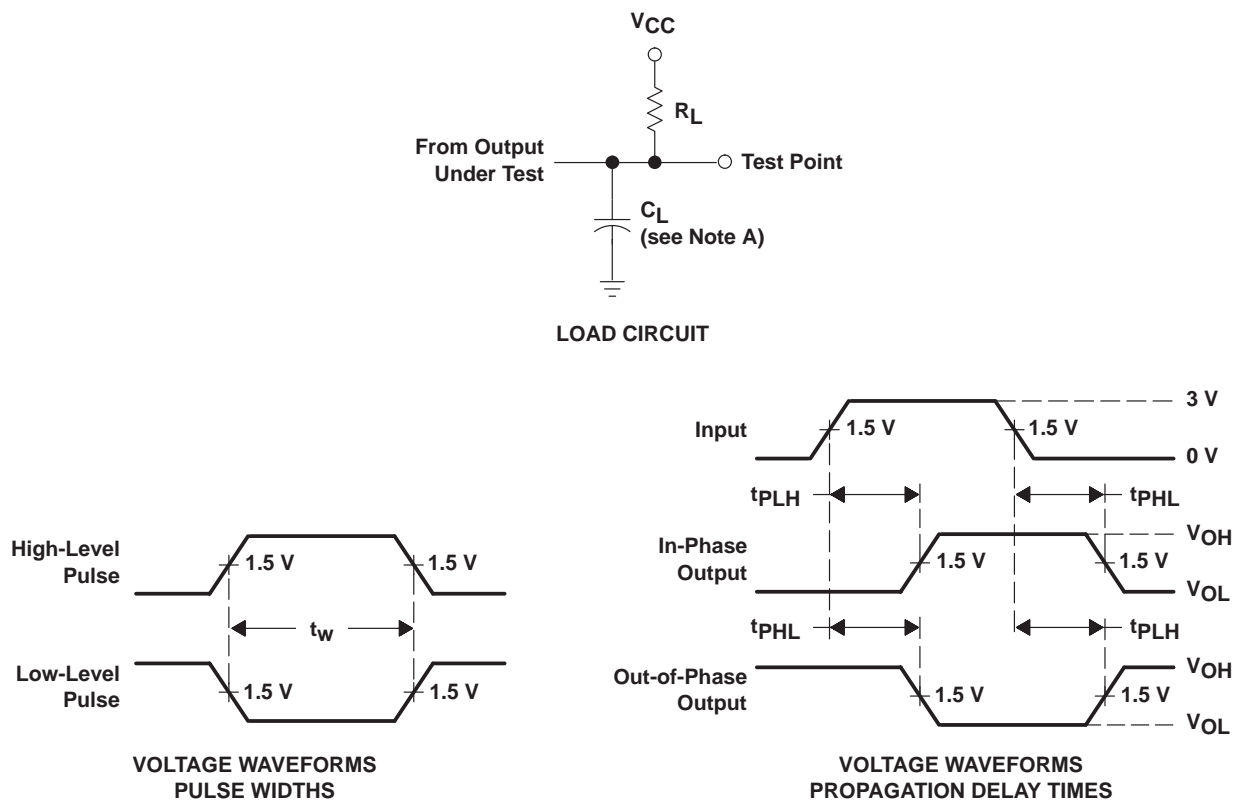 VCC
RL
From Output
Under Test
Test Point
CL
(see Note A)
LOAD CIRCUIT
High-Level
Pulse
1.5 V
1.5 V
tw
Low-Level
Pulse
1.5 V
1.5 V
VOLTAGE WAVEFORMS
PULSE WIDTHS
Input
1.5 V
1.5 V
3 V
0 V
tPLH
tPHL
In-Phase
Output
1.5 V
1.5 V
VOH
VOL
tPHL
tPLH
Out-of-Phase
Output
1.5 V
1.5 V
VOH
VOL
VOLTAGE WAVEFORMS
PROPAGATION DELAY TIMES